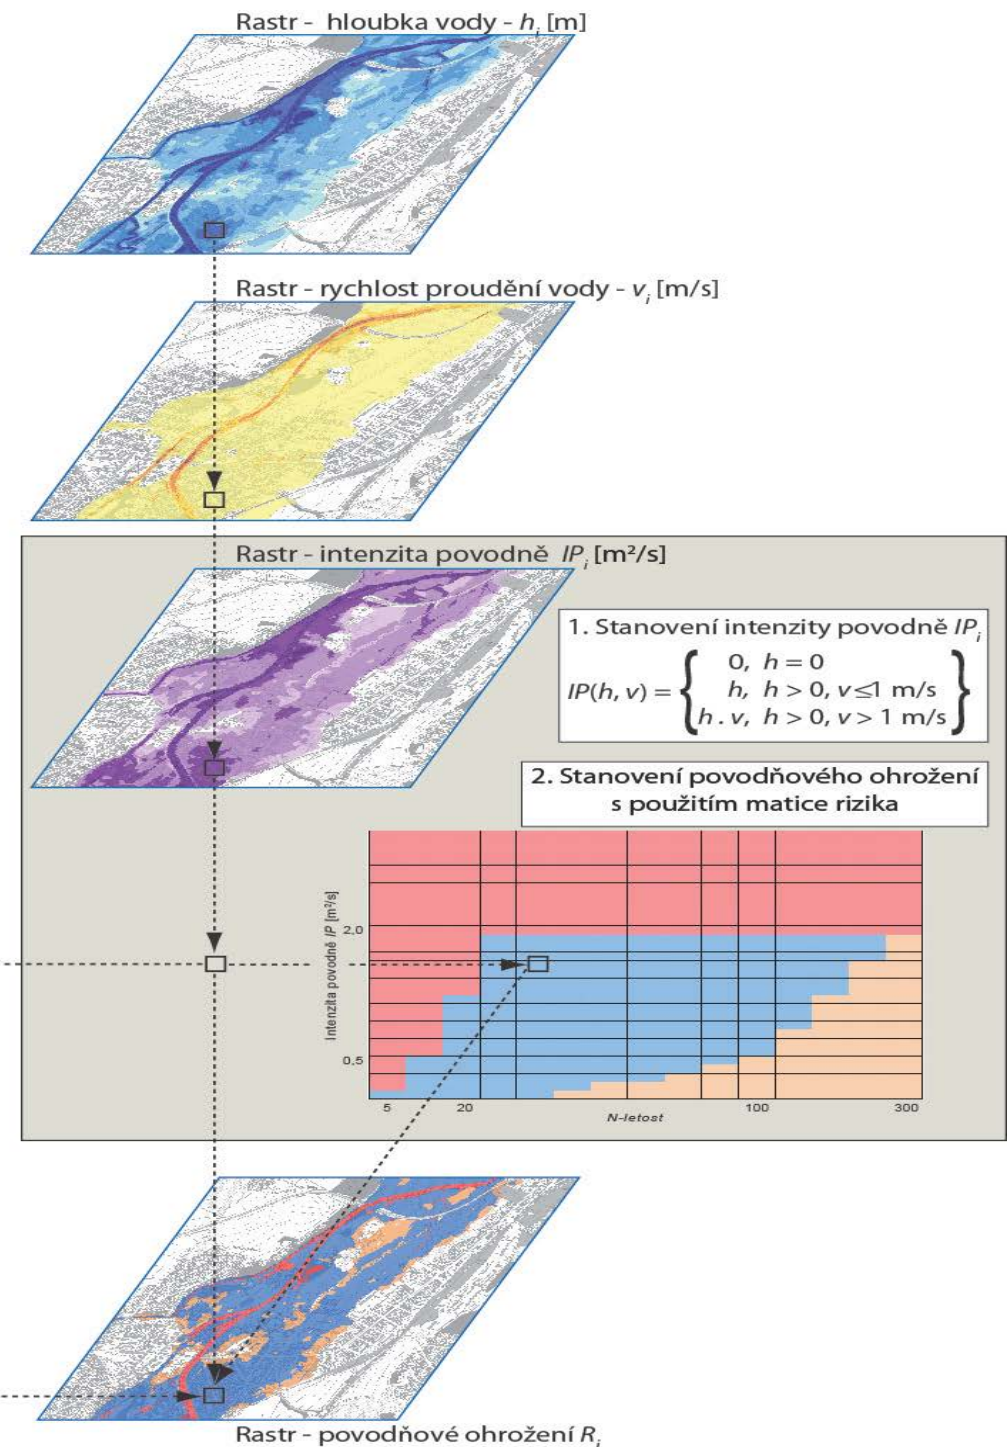 Rastr - hloubka vody - hᵢ [m]
Rastr - rychlost proudění vody - vᵢ [m/s]
Rastr - intenzita povodně IPᵢ [m²/s]
1. Stanovení intenzity povodně IPᵢ
IP(h, v) = {
0, h = 0
h, h > 0, v ≤1 m/s
h . v, h > 0, v > 1 m/s
}
2. Stanovení povodňového ohrožení
s použitím matice rizika
Intenzita povodně IP [m²/s]
2,0
0,5
5 20 100 300
N-letost
Rastr - povodňové ohrožení Rᵢ